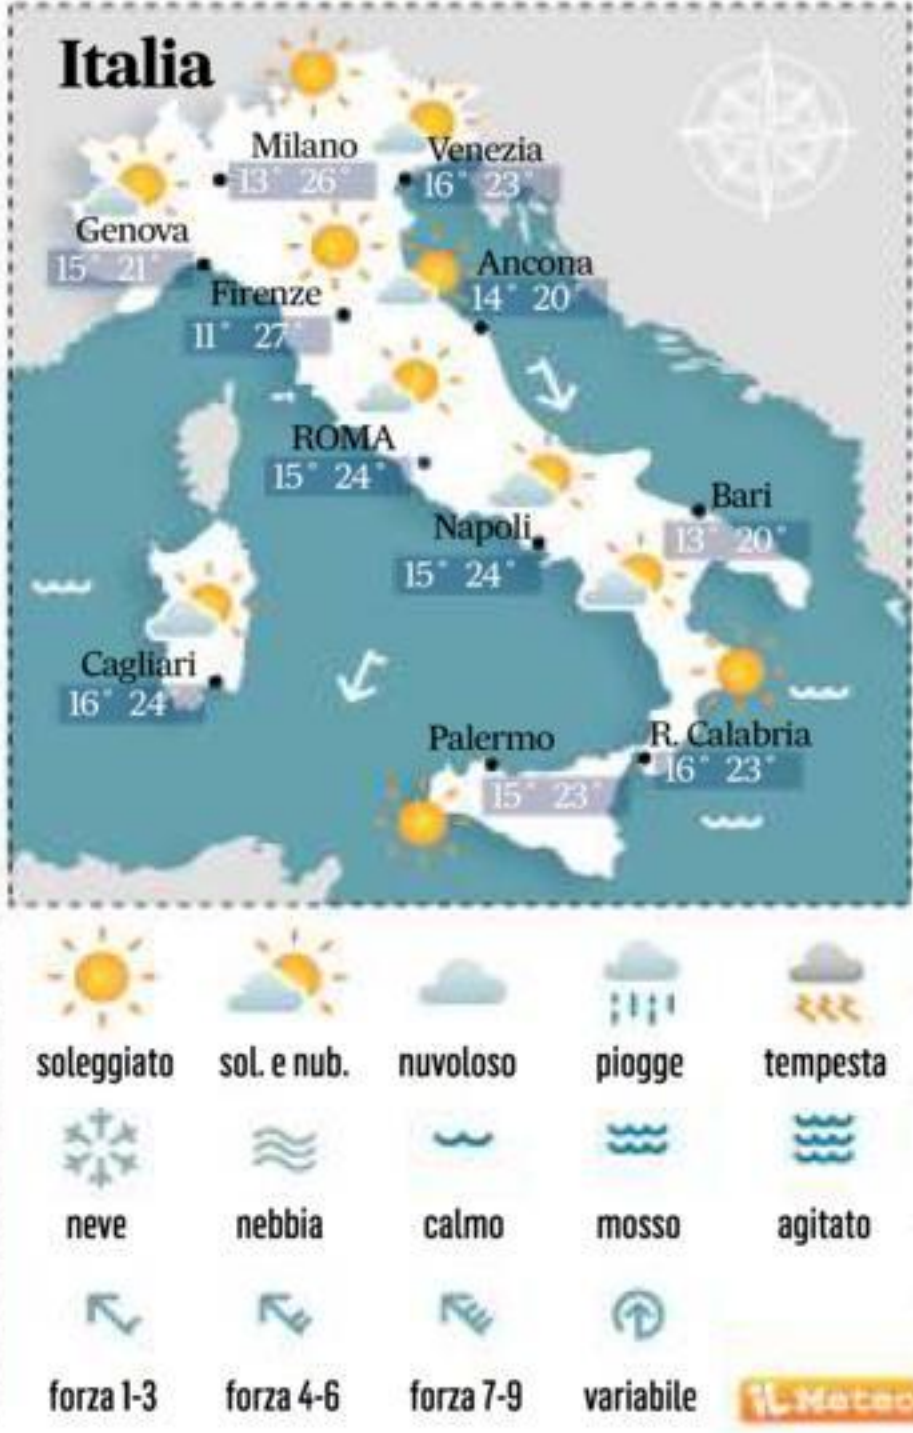 Italia
Milano
13° 26°
Venezia
16° 23°
Genova
15° 21°
Ancona
14° 20°
Firenze
11° 27°
ROMA
15° 24°
Bari
13° 20°
Napoli
15° 24°
Cagliari
16° 24°
Palermo
15° 23°
R. Calabria
16° 23°
soleggiato
sol. e nub.
nuvoloso
piogge
tempesta
neve
nebbia
calmo
mosso
agitato
forza 1-3
forza 4-6
forza 7-9
variabile
iL Meteo